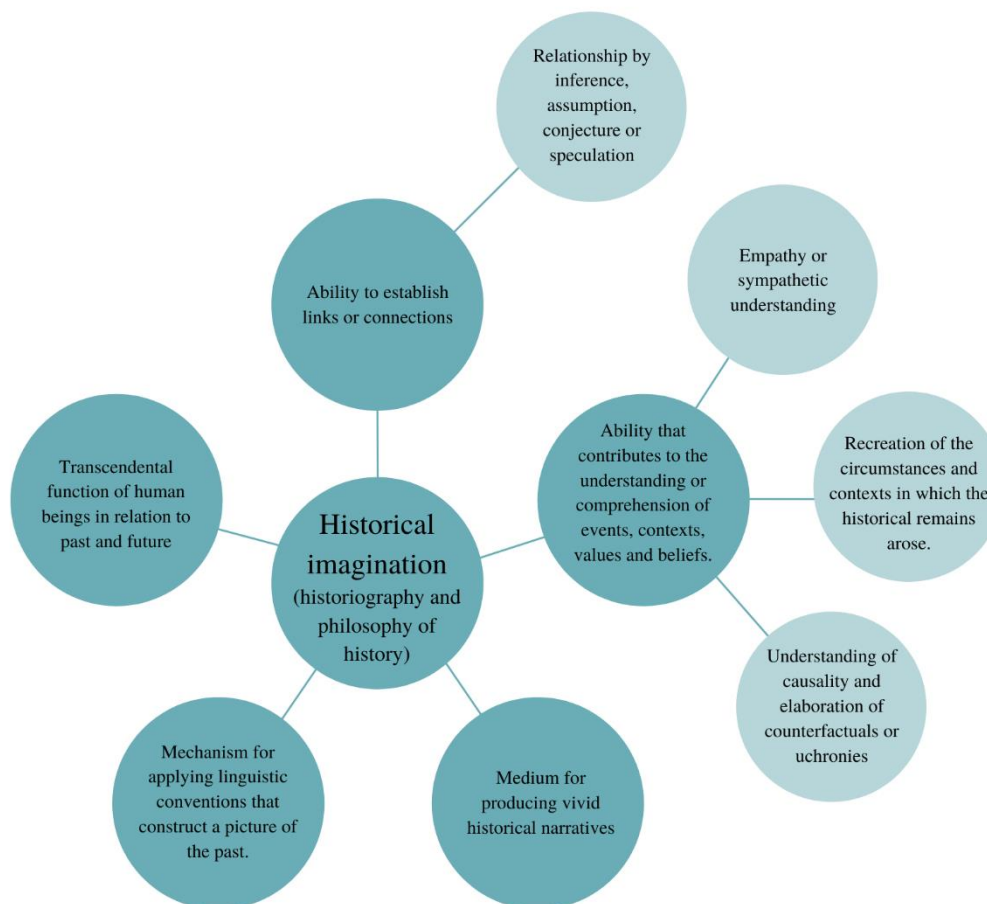 Relationship by
inference,
assumption,
conjecture or
speculation
Empathy or
sympathetic
understanding
Ability to establish
links or connections
Ability that
contributes to the
understanding or
comprehension of
events, contexts,
values and beliefs.
Recreation of the
circumstances and
contexts in which the
historical remains
arose.
Transcendental
function of human
beings in relation to
past and future
Historical
imagination
(historiography and
philosophy of
history)
Understanding of
causality and
elaboration of
counterfactuals or
uchronies
Mechanism for
applying linguistic
conventions that
construct a picture of
the past.
Medium for
producing vivid
historical narratives